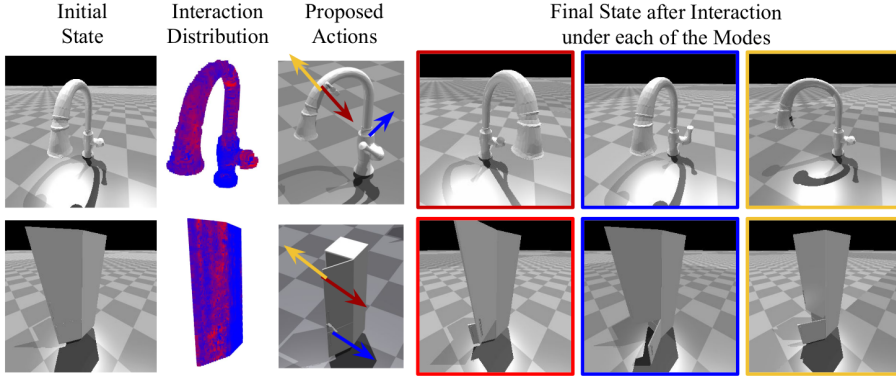 Initial
State
Interaction
Distribution
Proposed
Actions
Final State after Interaction
under each of the Modes